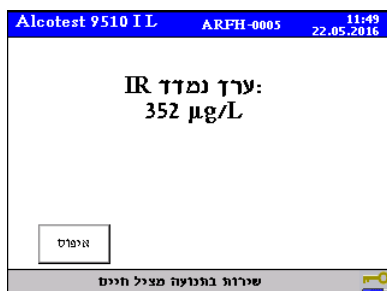 Alcotest 9510 I L ARFH-0005 11:49
22.05.2016
ערך נמדד IR:
352 µg/L
איפוס
שירות בתנועה מציל חיים